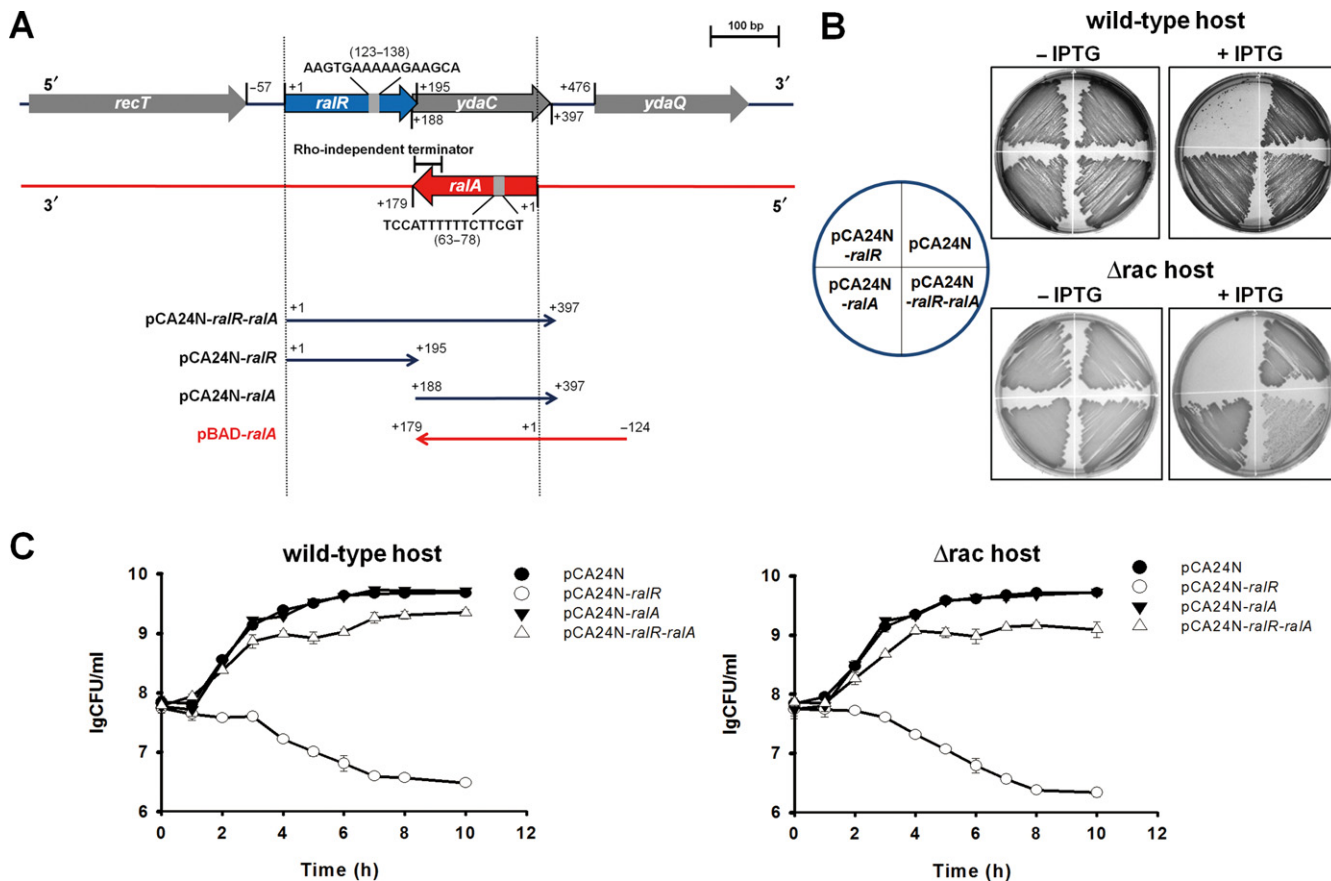 A
100 bp
(123–138)
AAGTGAAAAAGAAGCA
5′
−57
+1
+195
+476
3′
recT
ralR
ydaC
ydaQ
+188
+397
Rho-independent terminator
ralA
3′
+179
+1
5′
TCCATTTTTTCTTCGT
(63–78)
+1
+397
pCA24N-ralR-ralA
+1
+195
pCA24N-ralR
+188
+397
pCA24N-ralA
+179
+1
−124
pBAD-ralA
B
wild-type host
– IPTG
+ IPTG
Δrac host
– IPTG
+ IPTG
pCA24N
-ralR
pCA24N
pCA24N
-ralA
pCA24N
-ralR-ralA
C
wild-type host
pCA24N
pCA24N-ralR
pCA24N-ralA
pCA24N-ralR-ralA
lgCFU/ml
10
9
8
7
6
0 2 4 6 8 10 12
Time (h)
Δrac host
pCA24N
pCA24N-ralR
pCA24N-ralA
pCA24N-ralR-ralA
lgCFU/ml
10
9
8
7
6
0 2 4 6 8 10 12
Time (h)